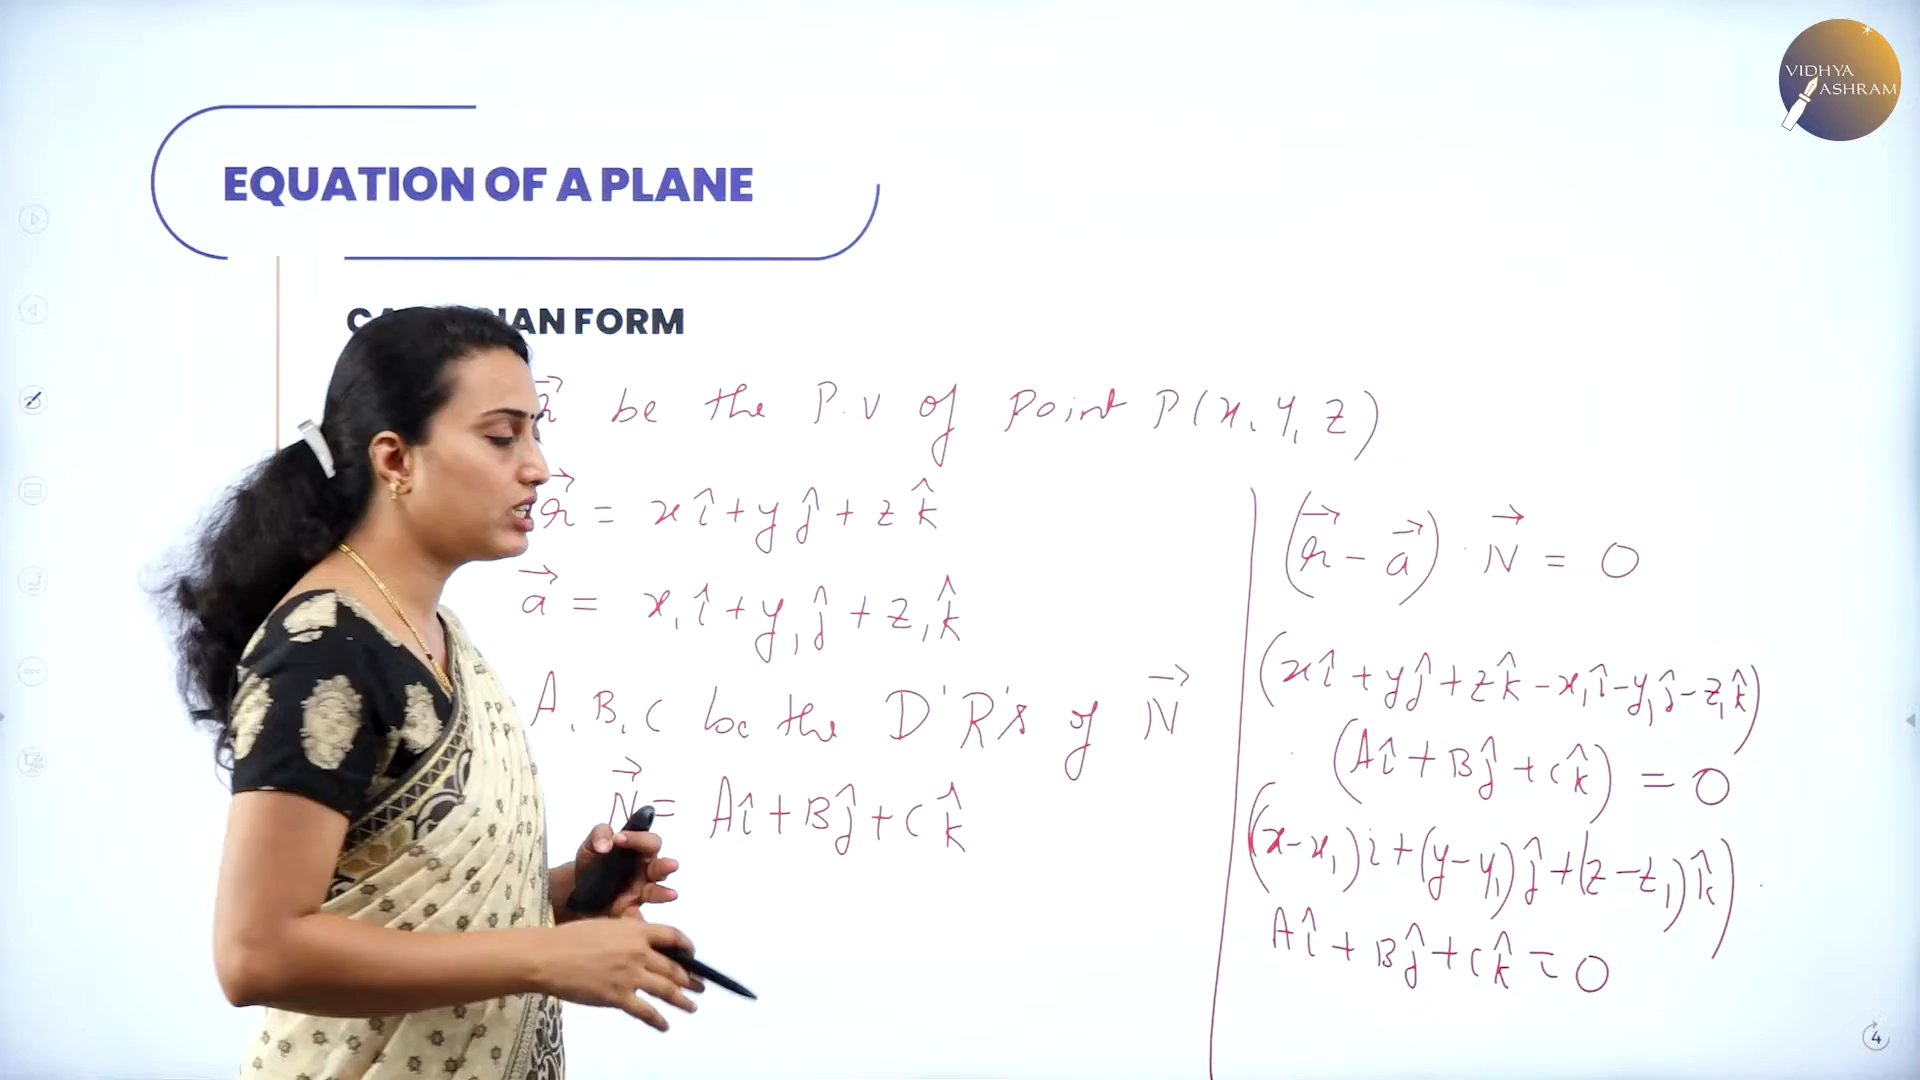 VIDHYA
ASHRAM
EQUATION OF A PLANE
FORM
r⃗ be the P.V of point P(x, y, z)
r⃗ = xî + yĵ + zk̂
a⃗ = x₁î + y₁ĵ + z₁k̂
A, B, C be the D'R's of N⃗
N⃗ = Aî + Bĵ + Ck̂
(r⃗ - a⃗) · N⃗ = 0
(xî + yĵ + zk̂ - x₁î - y₁ĵ - z₁k̂)
· (Aî + Bĵ + Ck̂) = 0
((x - x₁)i + (y - y₁)ĵ + (z - z₁)k̂) ·
Aî + Bĵ + Ck̂ = 0
4